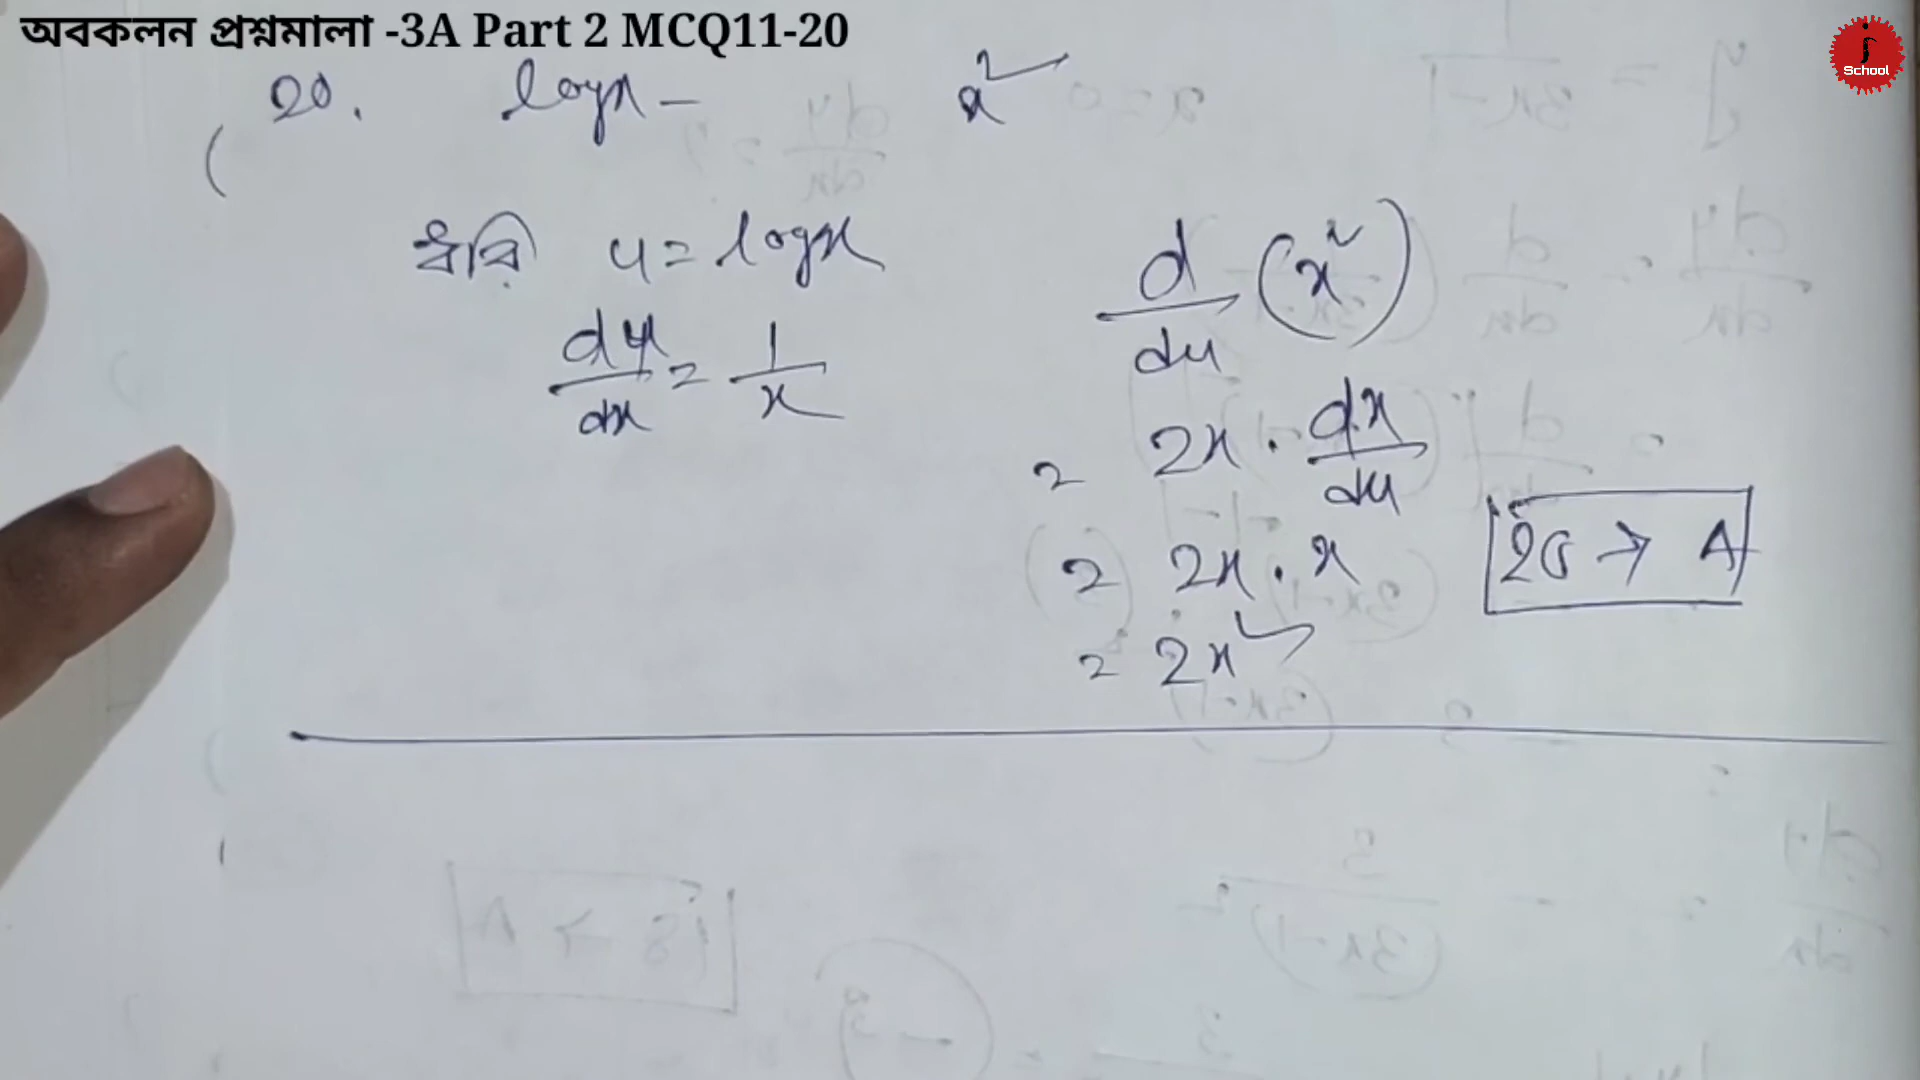 অবকলন প্রশ্নমালা -3A Part 2 MCQ11-20
School
20. logx - x²
ধরি u = logx
du/dx = 1/x
d/du (x²)
= 2x · dx/du
= 2x · x
= 2x²
20 → A